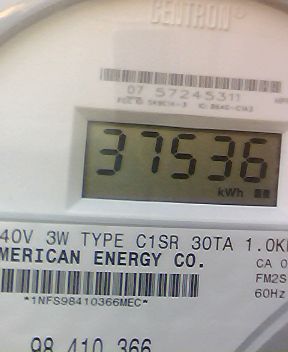 CENTRON®
07 57245311
37536
kWh
40V 3W TYPE C1SR 30TA 1.0K
MERICAN ENERGY CO.
CA 0
FM2S
60Hz
*1NFS98410366MEC*
98 410 366